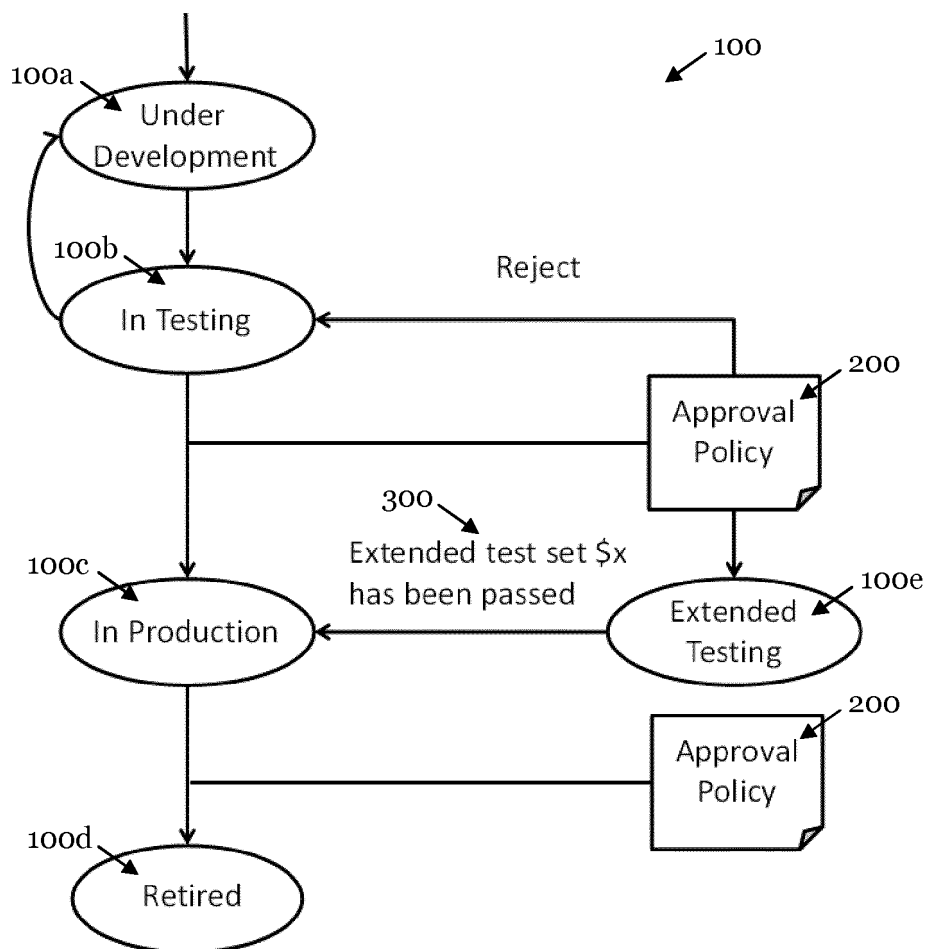 100
100a
Under
Development
100b
In Testing
Reject
200
Approval
Policy
300
Extended test set $x
has been passed
100c
In Production
100e
Extended
Testing
200
Approval
Policy
100d
Retired